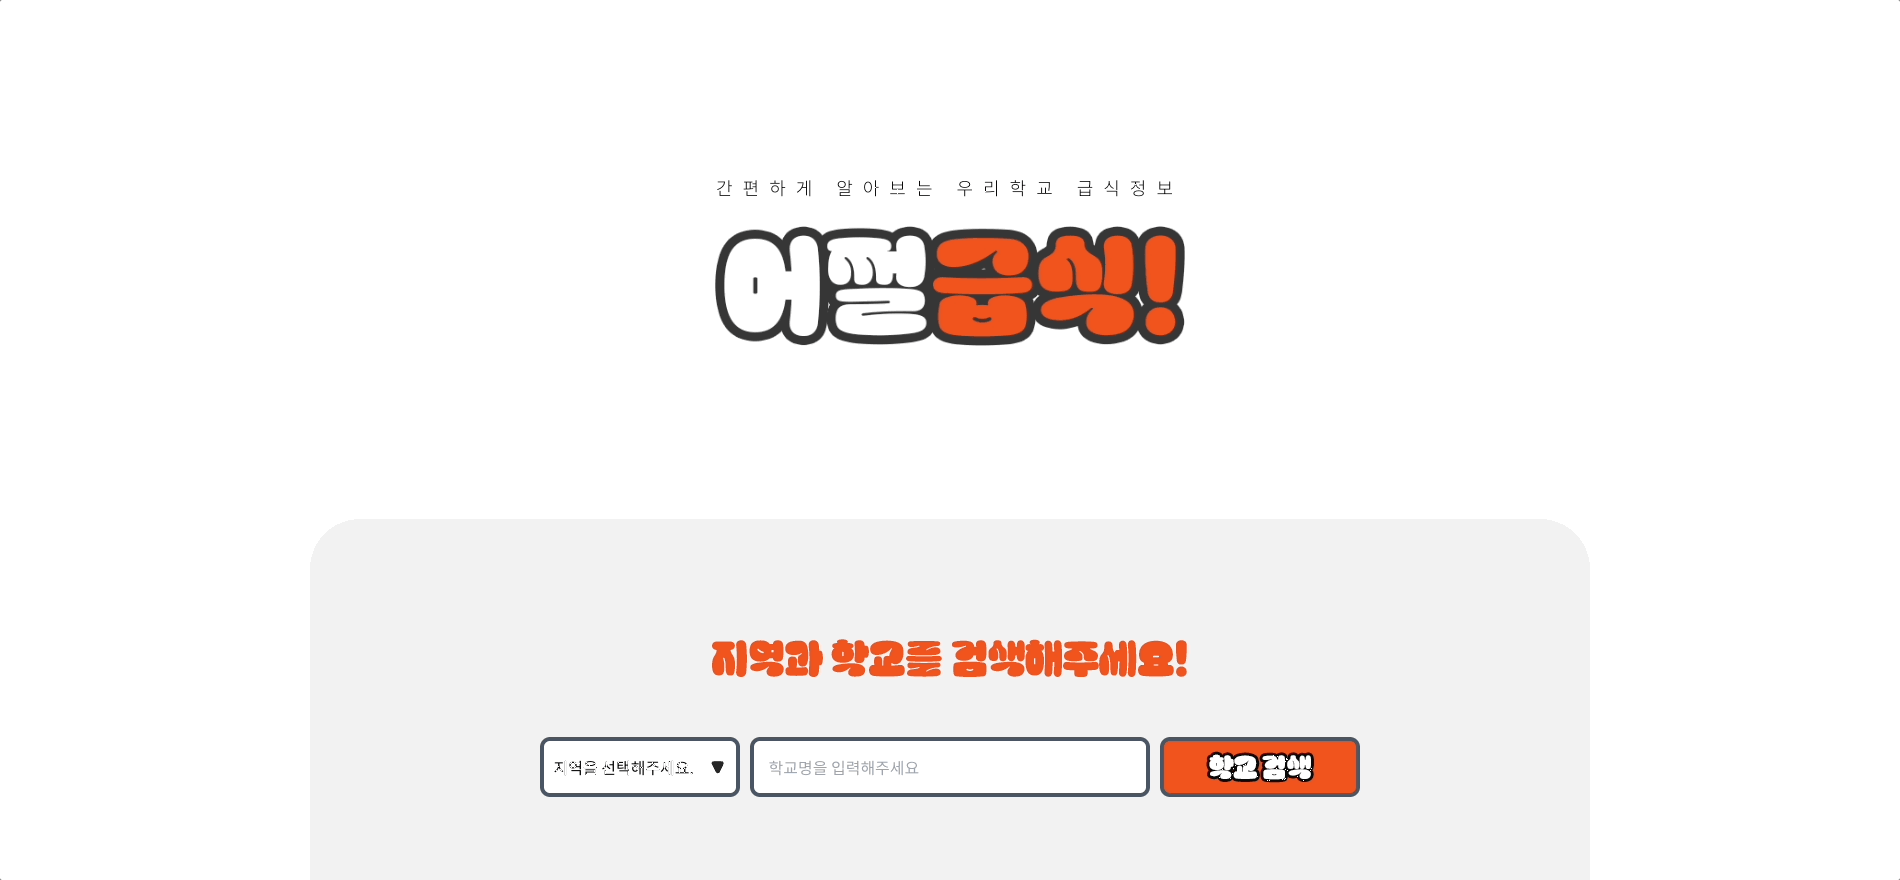 간편하게 알아보는 우리학교 급식정보
어쩔급식!
지역과 학교를 검색해주세요!
지역을 선택해주세요.
학교명을 입력해주세요
학교 검색